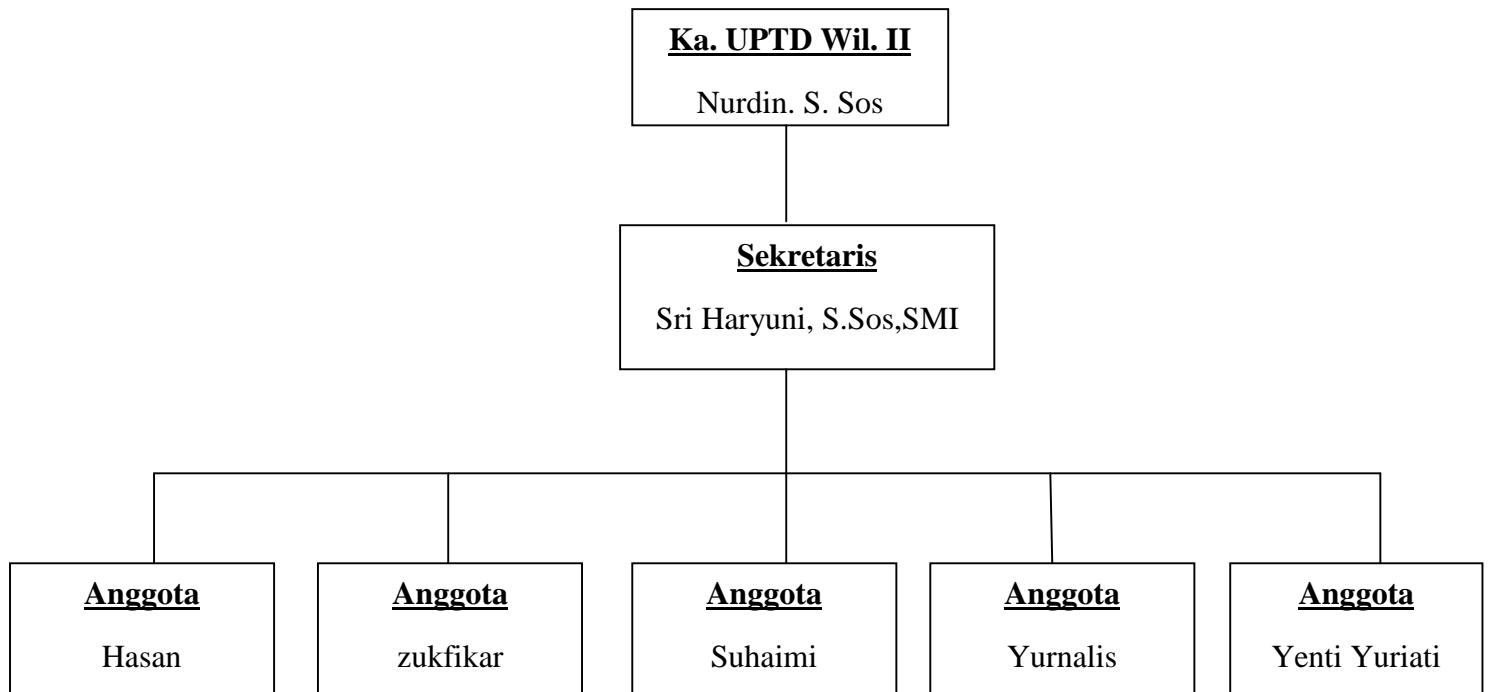 Ka. UPTD Wil. II
Nurdin. S. Sos
Sekretaris
Sri Haryuni, S.Sos,SMI
Anggota
Hasan
Anggota
zukfikar
Anggota
Suhaimi
Anggota
Yurnalis
Anggota
Yenti Yuriati